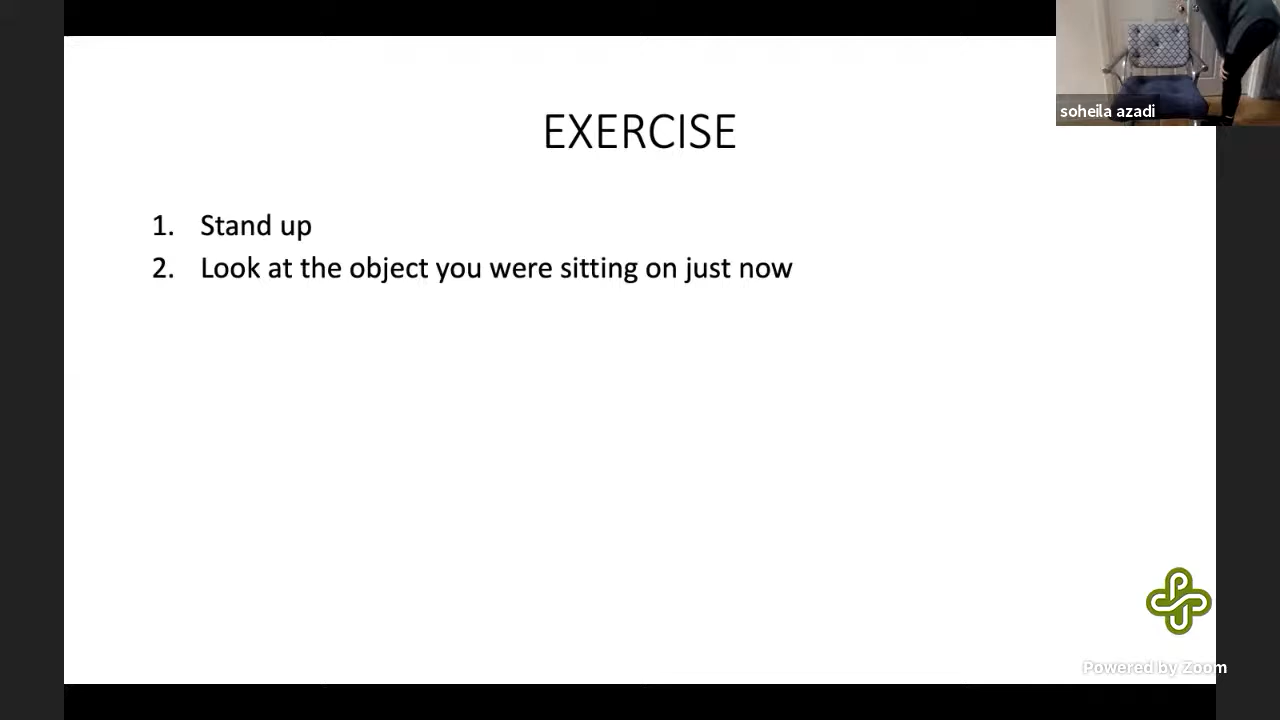 soheila azadi
EXERCISE
1. Stand up
2. Look at the object you were sitting on just now
PSU
Powered by Zoom